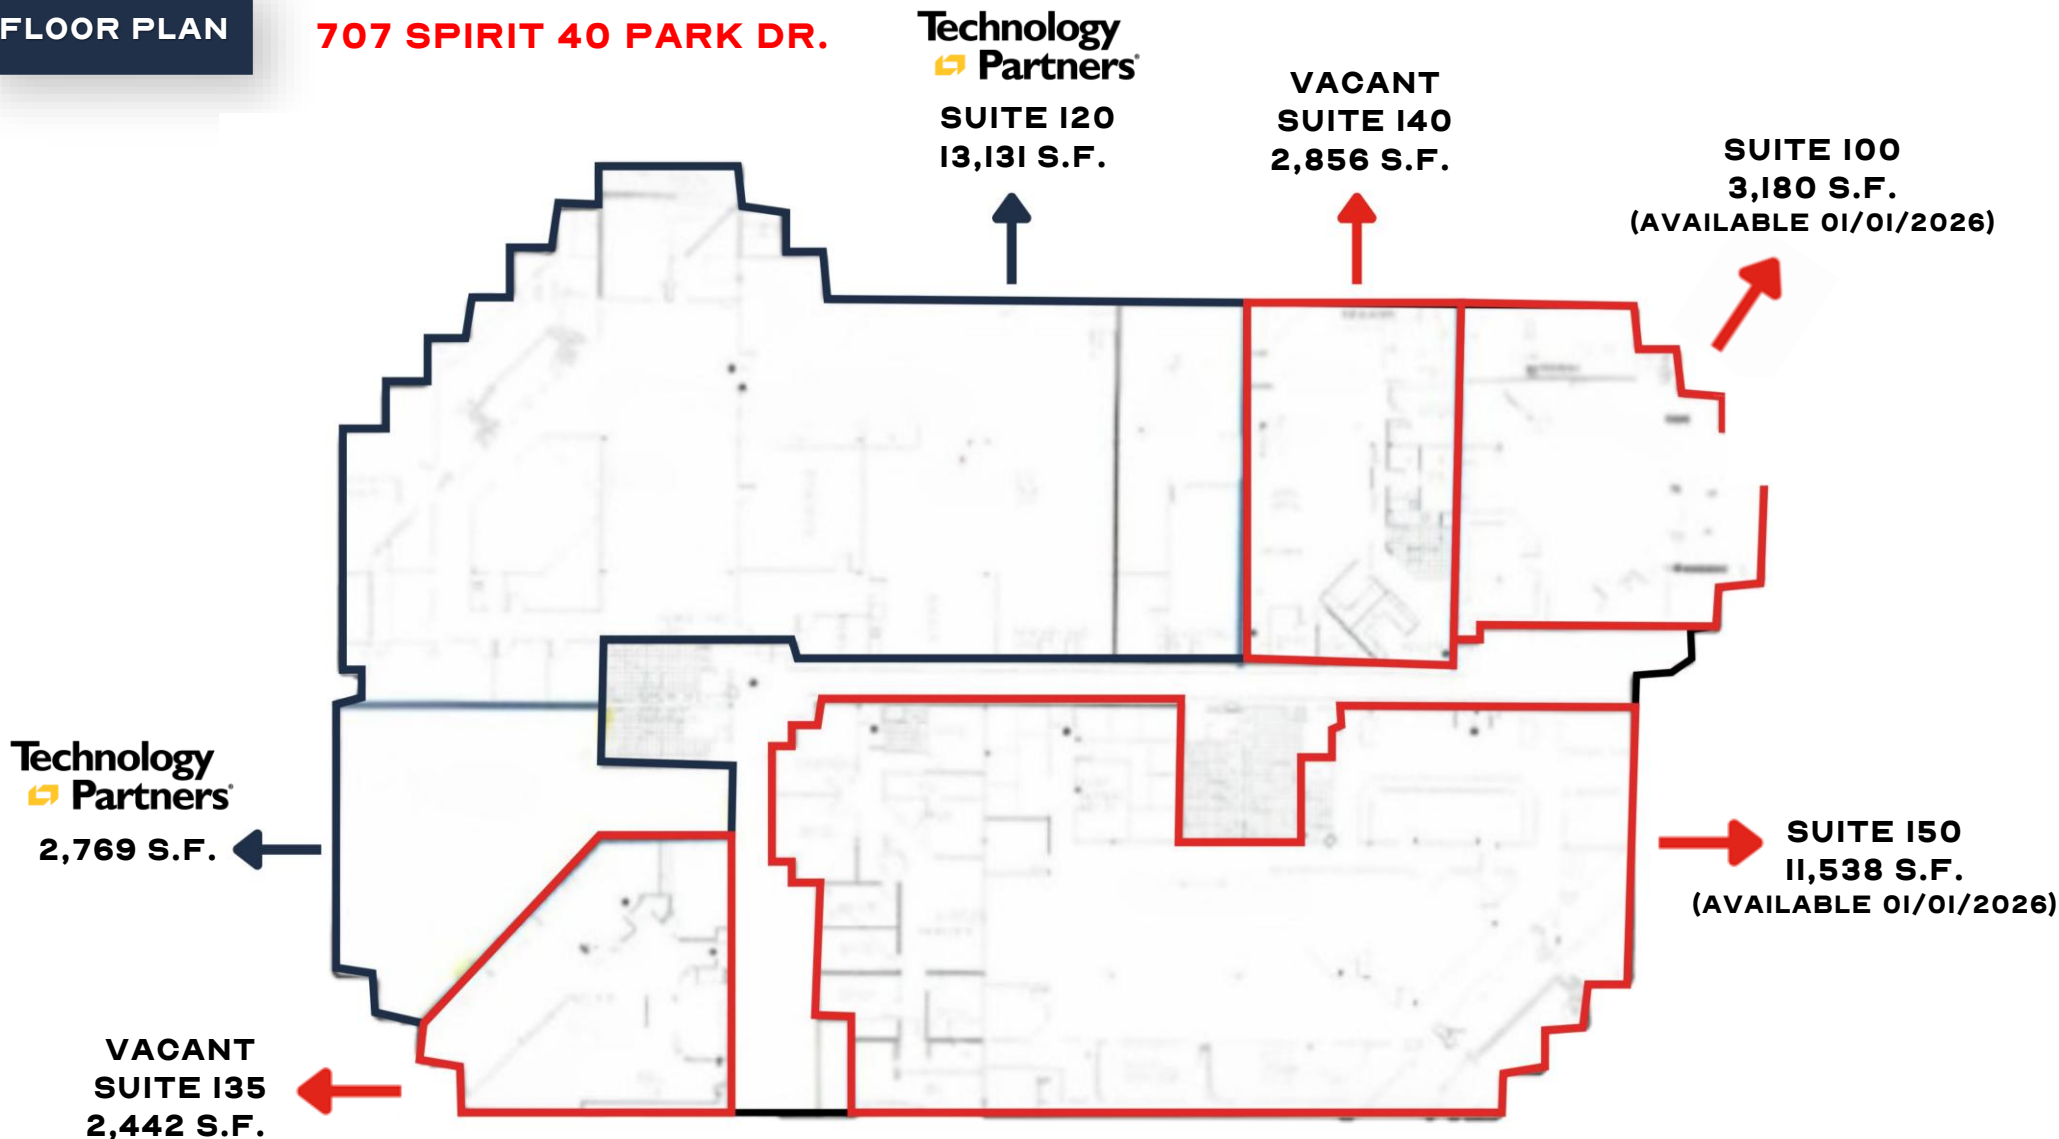 FLOOR PLAN
707 SPIRIT 40 PARK DR.
Technology
Partners
SUITE 120
13,131 S.F.
VACANT
SUITE 140
2,856 S.F.
SUITE 100
3,180 S.F.
(AVAILABLE 01/01/2026)
Technology
Partners
2,769 S.F.
SUITE 150
11,538 S.F.
(AVAILABLE 01/01/2026)
VACANT
SUITE 135
2,442 S.F.